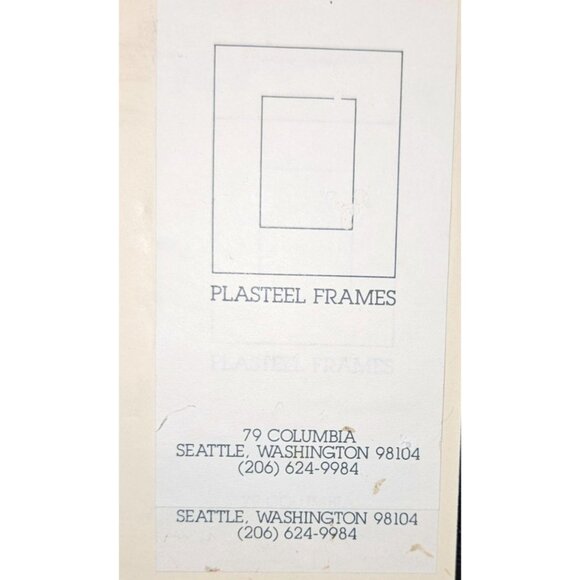 PLASTEEL FRAMES
PLASTEEL FRAMES
79 COLUMBIA
SEATTLE, WASHINGTON 98104
(206) 624-9984
SEATTLE, WASHINGTON 98104
(206) 624-9984